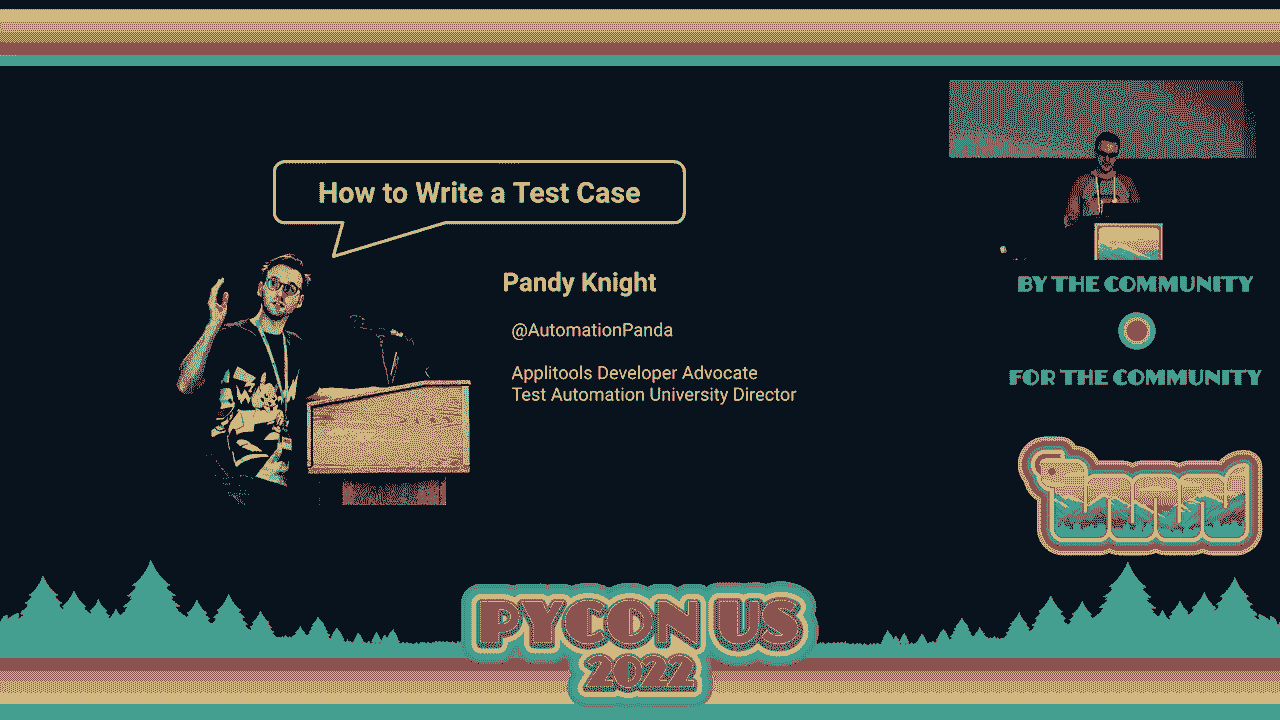 How to Write a Test Case
Pandy Knight
@AutomationPanda
Applitools Developer Advocate
Test Automation University Director
BY THE COMMUNITY
FOR THE COMMUNITY
PYCON US
2022